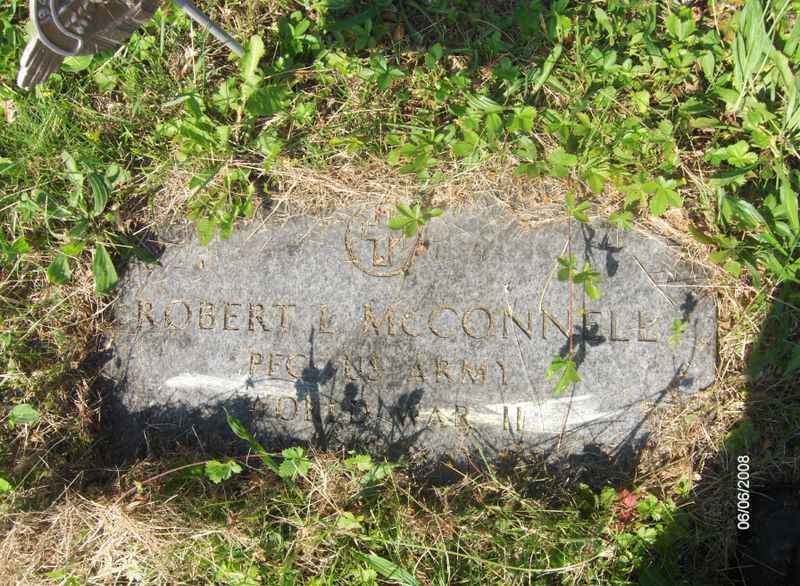 ROBERT L McCONNELL
PFC US ARMY
WORLD WAR II
06/06/2008